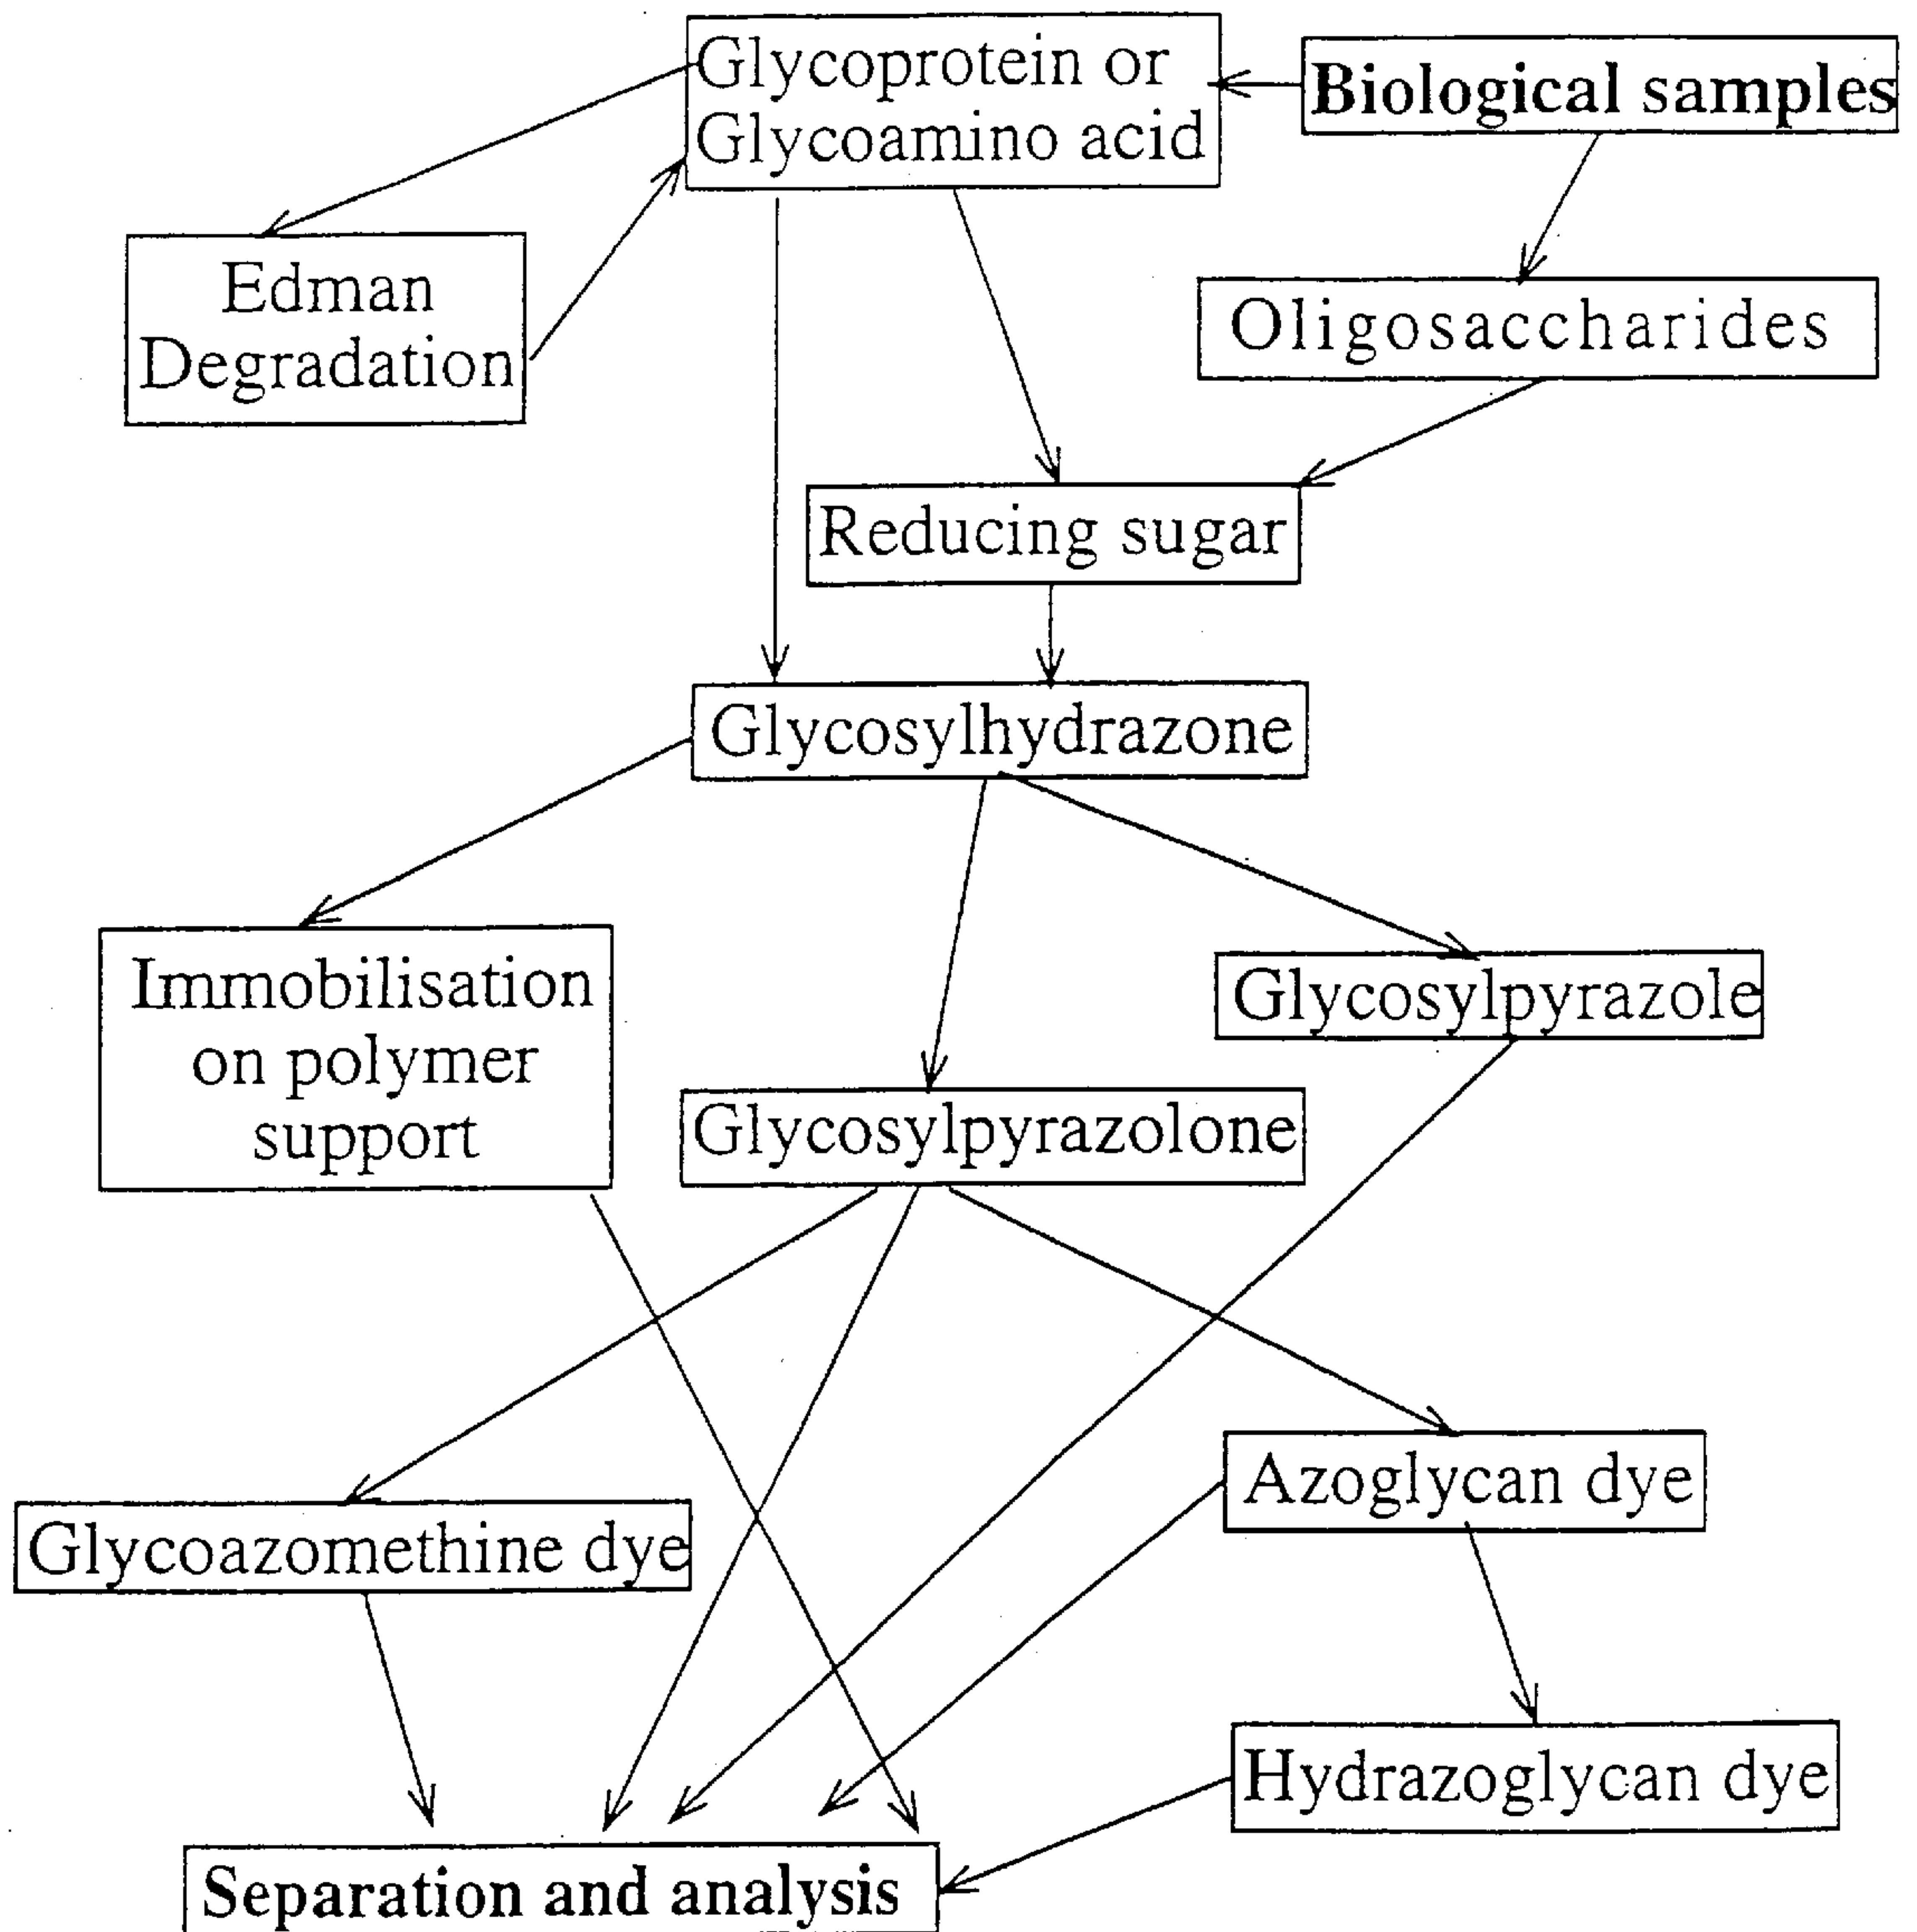 Glycoprotein or
Glycoamino acid
Biological samples
Edman
Degradation
Oligosaccharides
Reducing sugar
Glycosylhydrazone
Immobilisation
on polymer
support
Glycosylpyrazole
Glycosylpyrazolone
Azoglycan dye
Glycoazomethine dye
Hydrazoglycan dye
Separation and analysis